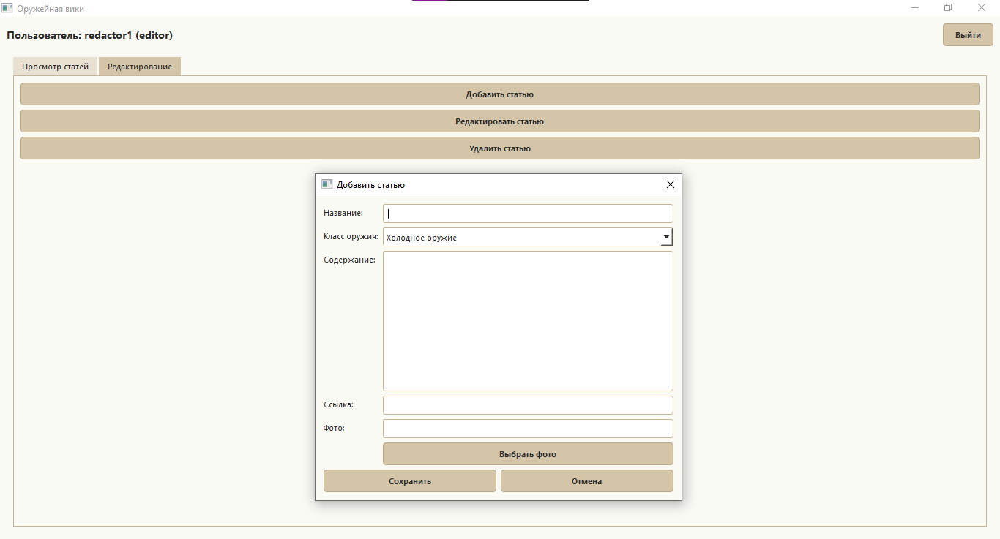 Оружейная вики
Пользователь: redactor1 (editor)
Выйти
Просмотр статей
Редактирование
Добавить статью
Редактировать статью
Удалить статью
Добавить статью
Название:
Класс оружия:
Холодное оружие
Содержание:
Ссылка:
Фото:
Выбрать фото
Сохранить
Отмена